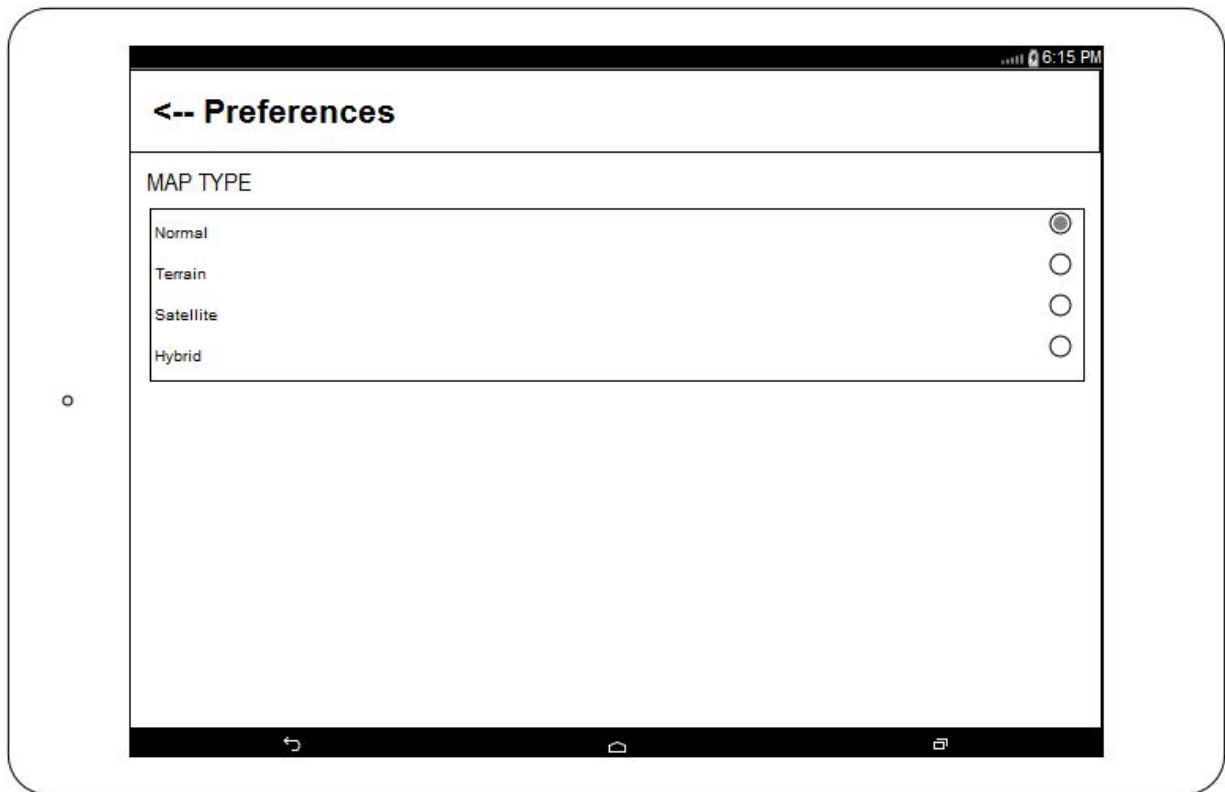 6:15 PM
<-- Preferences
MAP TYPE
Normal
Terrain
Satellite
Hybrid